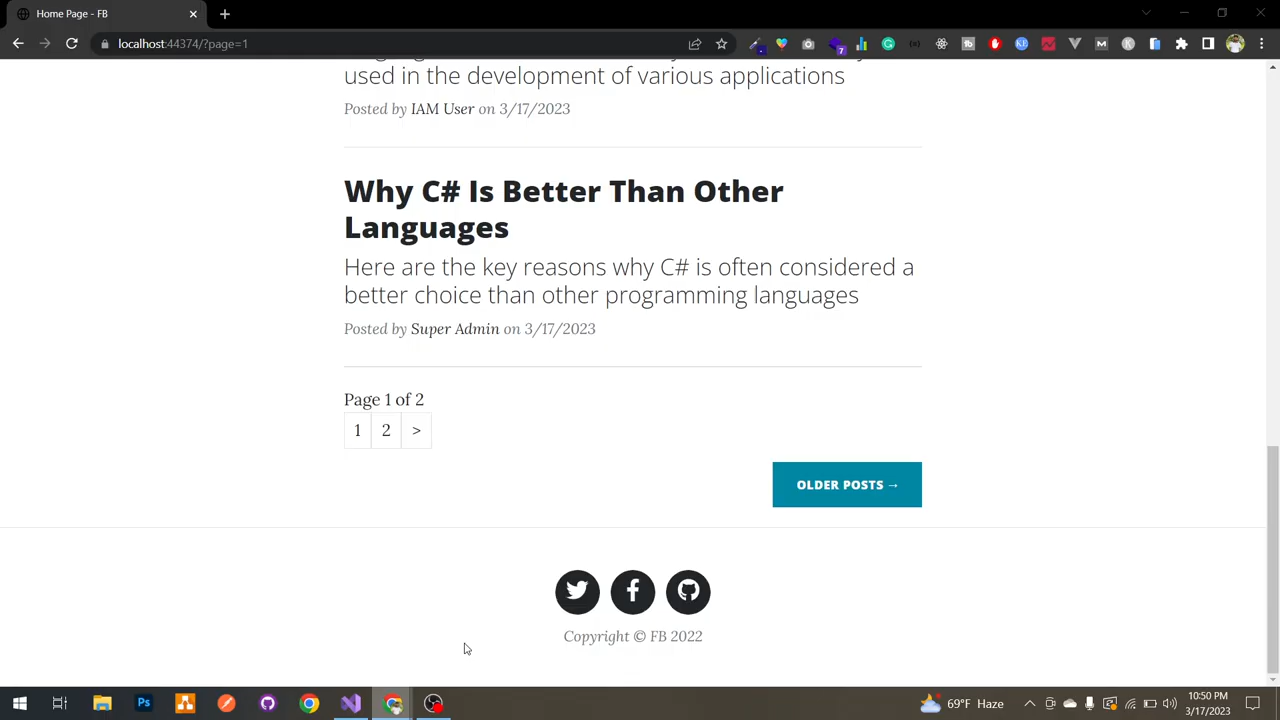 Home Page - FB
localhost:44374/?page=1
used in the development of various applications
Posted by IAM User on 3/17/2023
Why C# Is Better Than Other
Languages
Here are the key reasons why C# is often considered a
better choice than other programming languages
Posted by Super Admin on 3/17/2023
Page 1 of 2
1 2 >
OLDER POSTS →
Copyright © FB 2022
69°F Haze
10:50 PM
3/17/2023